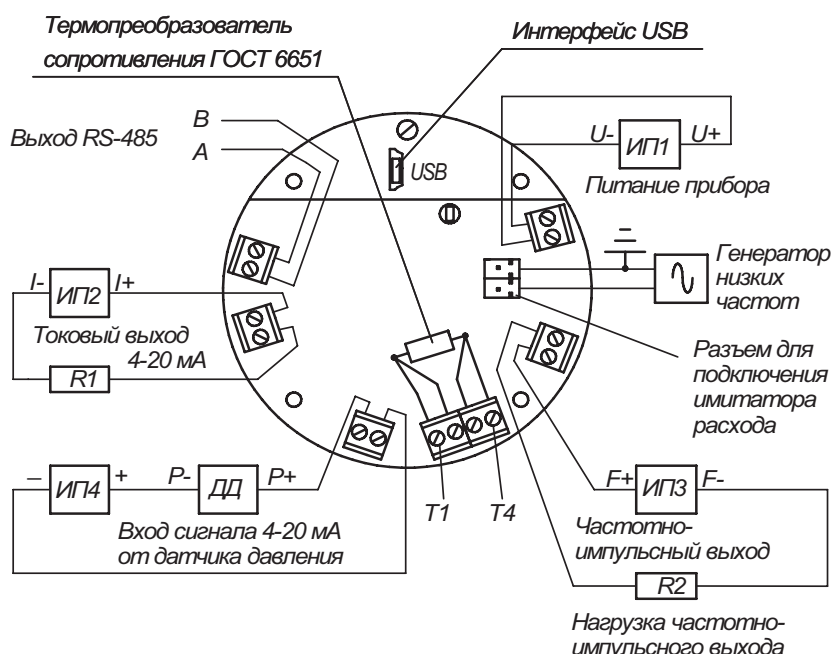 Термопреобразователь
сопротивления ГОСТ 6651
Интерфейс USB
Выход RS-485
B
A
USB
U-
ИП1
U+
Питание прибора
Генератор
низких
частот
I-
ИП2
I+
Токовый выход
4-20 мА
R1
Разъем для
подключения
имитатора
расхода
–
ИП4
+
P-
ДД
P+
Вход сигнала 4-20 мА
от датчика давления
T1
T4
F+
ИП3
F-
Частотно-
импульсный выход
R2
Нагрузка частотно-
импульсного выхода